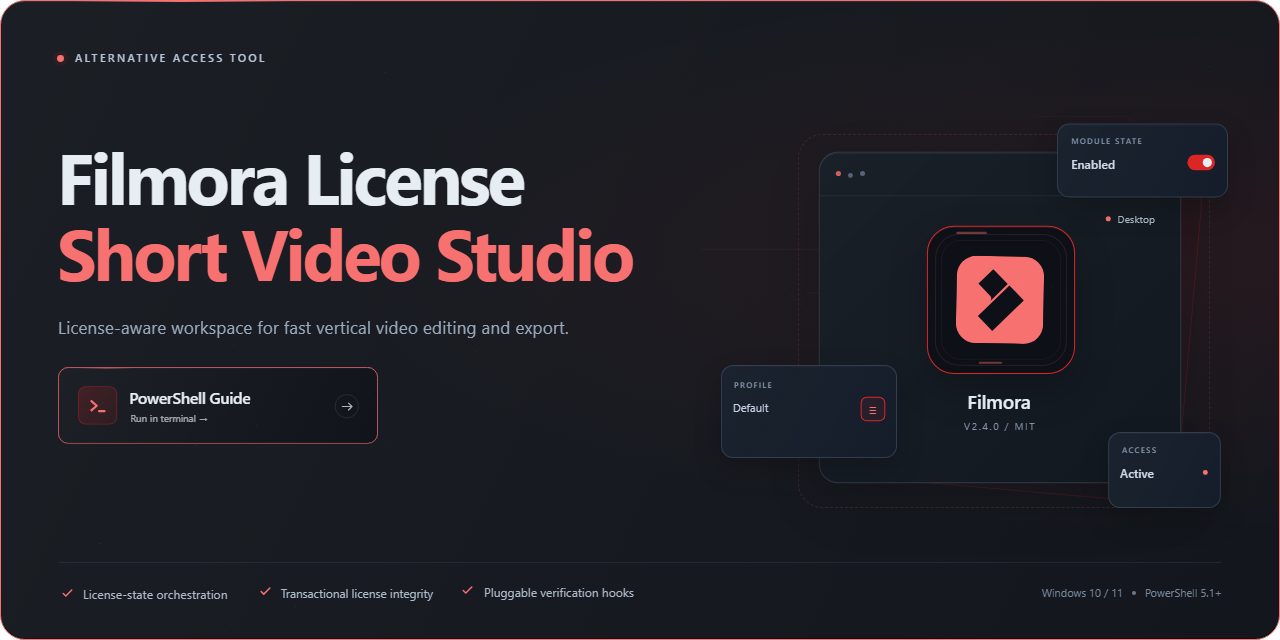 ALTERNATIVE ACCESS TOOL
Filmora License
Short Video Studio
License-aware workspace for fast vertical video editing and export.
PowerShell Guide
Run in terminal →
MODULE STATE
Enabled
Desktop
PROFILE
Default
Filmora
V2.4.0 / MIT
ACCESS
Active
License-state orchestration
Transactional license integrity
Pluggable verification hooks
Windows 10 / 11 • PowerShell 5.1+